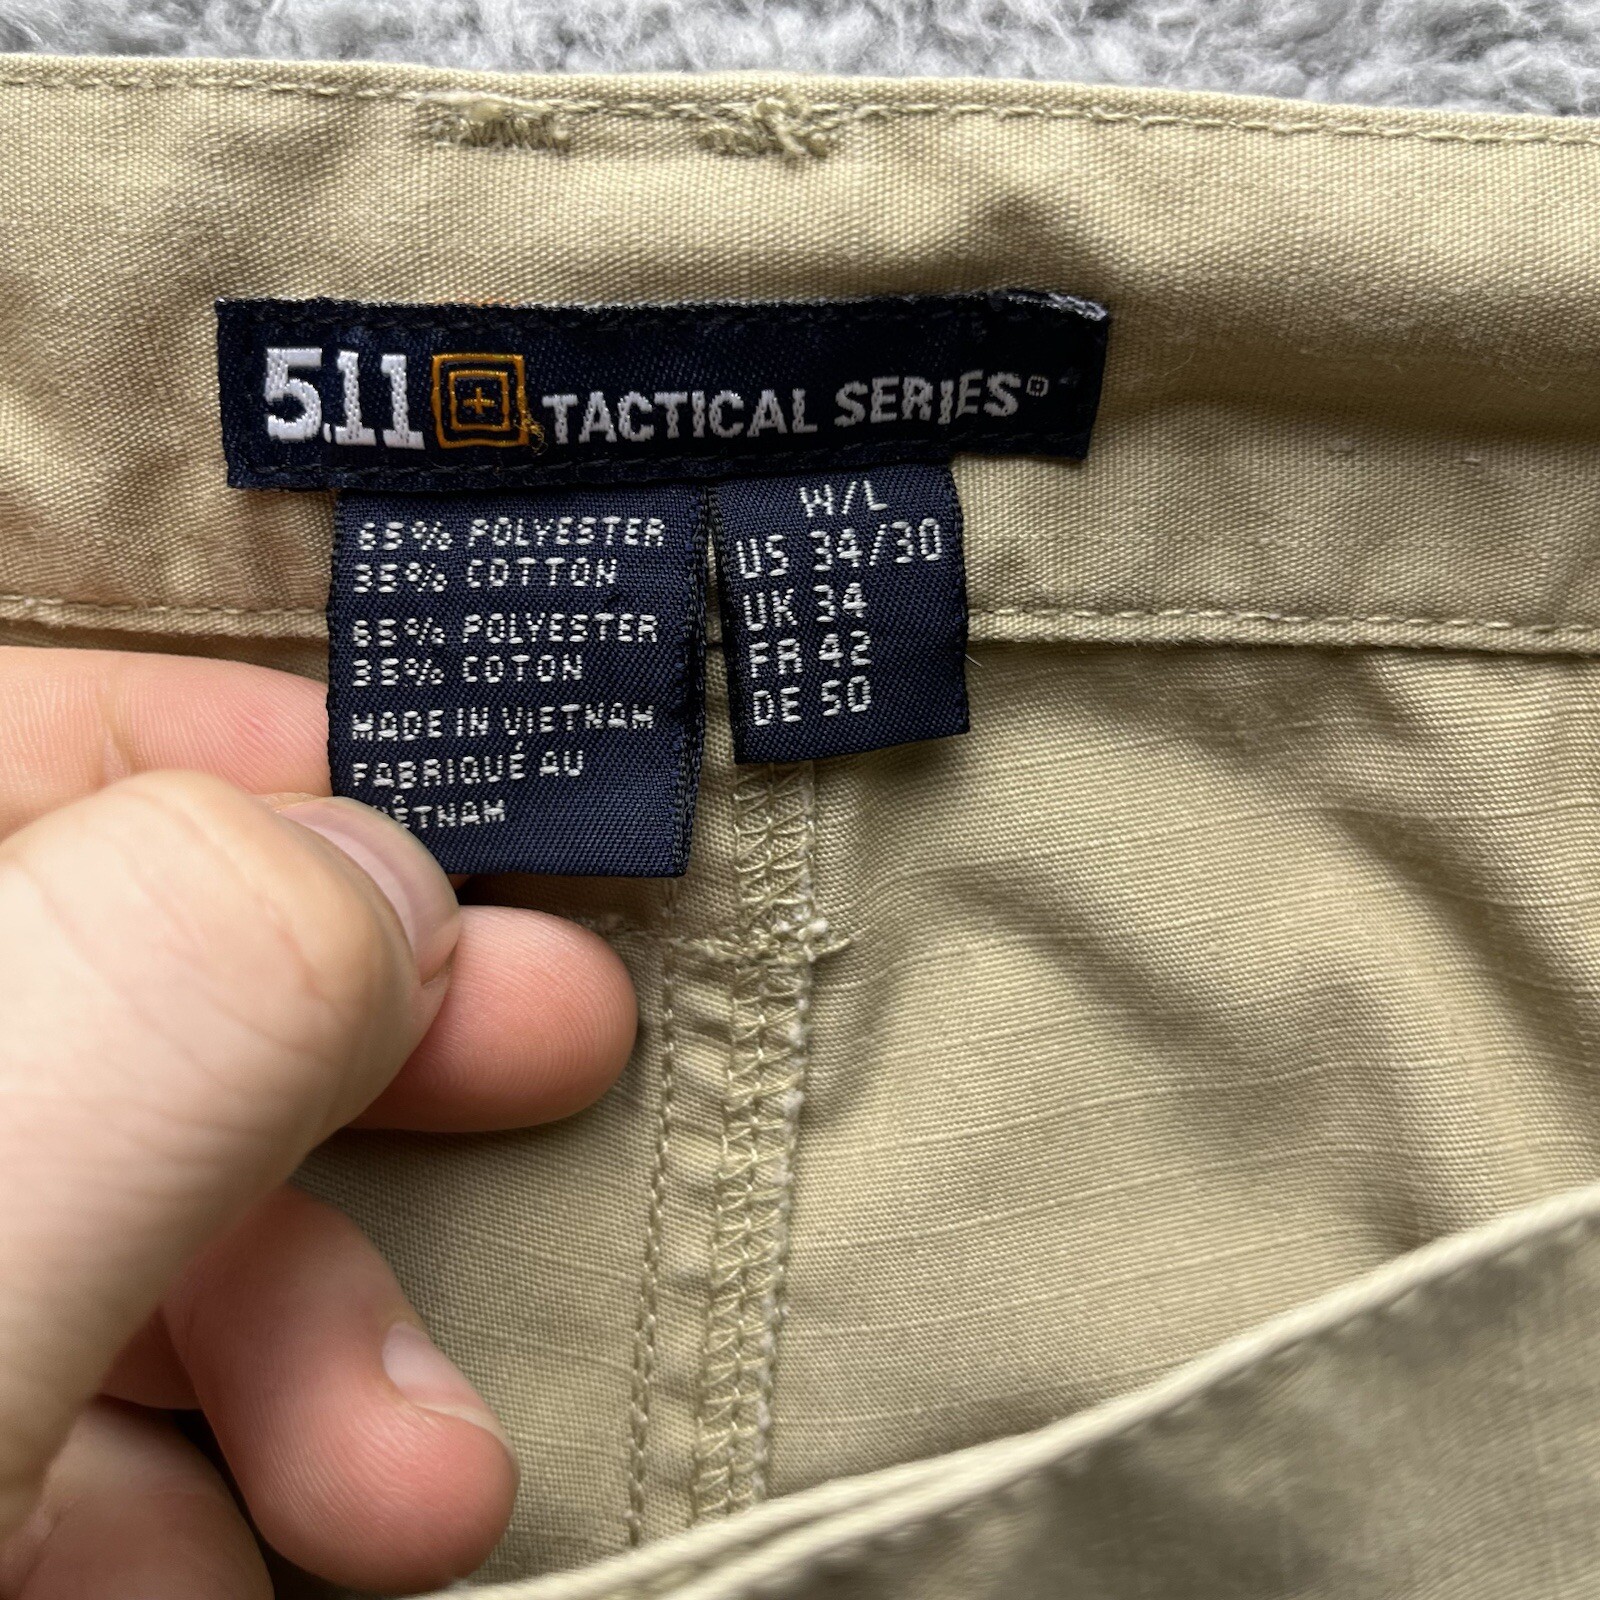 5.11 TACTICAL SERIES
65% POLYESTER
35% COTTON
65% POLYESTER
35% COTON
MADE IN VIETNAM
FABRIQUÉ AU
W/L
US 34/30
UK 34
FR 42
DE 50